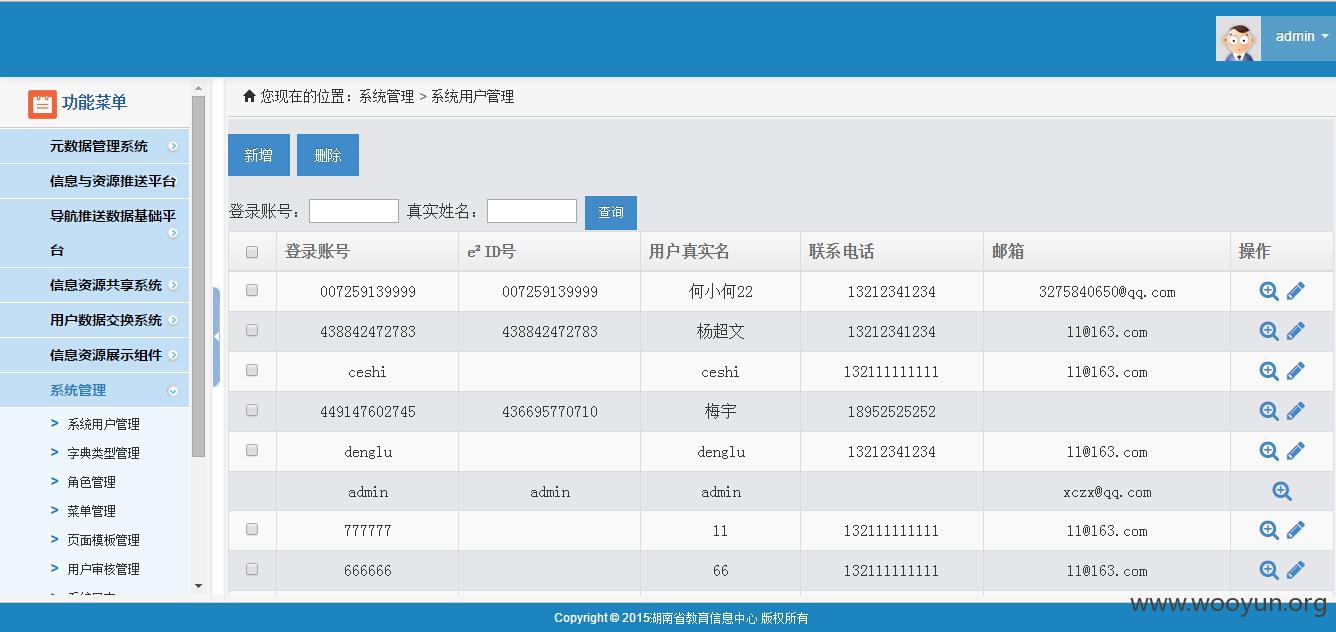 admin
功能菜单
您现在的位置：系统管理 > 系统用户管理
元数据管理系统
信息与资源推送平台
导航推送数据基础平
台
信息资源共享系统
用户数据交换系统
信息资源展示组件
系统管理
> 系统用户管理
> 字典类型管理
> 角色管理
> 菜单管理
> 页面模板管理
> 用户审核管理
新增 删除
登录账号： 真实姓名： 查询
登录账号 e² ID号 用户真实名 联系电话 邮箱 操作
007259139999 007259139999 何小何22 13212341234 3275840650@qq.com
438842472783 438842472783 杨超文 13212341234 11@163.com
ceshi ceshi 132111111111 11@163.com
449147602745 436695770710 梅宇 18952525252
denglu denglu 13212341234 11@163.com
admin admin admin xczx@qq.com
777777 11 132111111111 11@163.com
666666 66 132111111111 11@163.com
www.wooyun.org
Copyright © 2015湖南省教育信息中心 版权所有